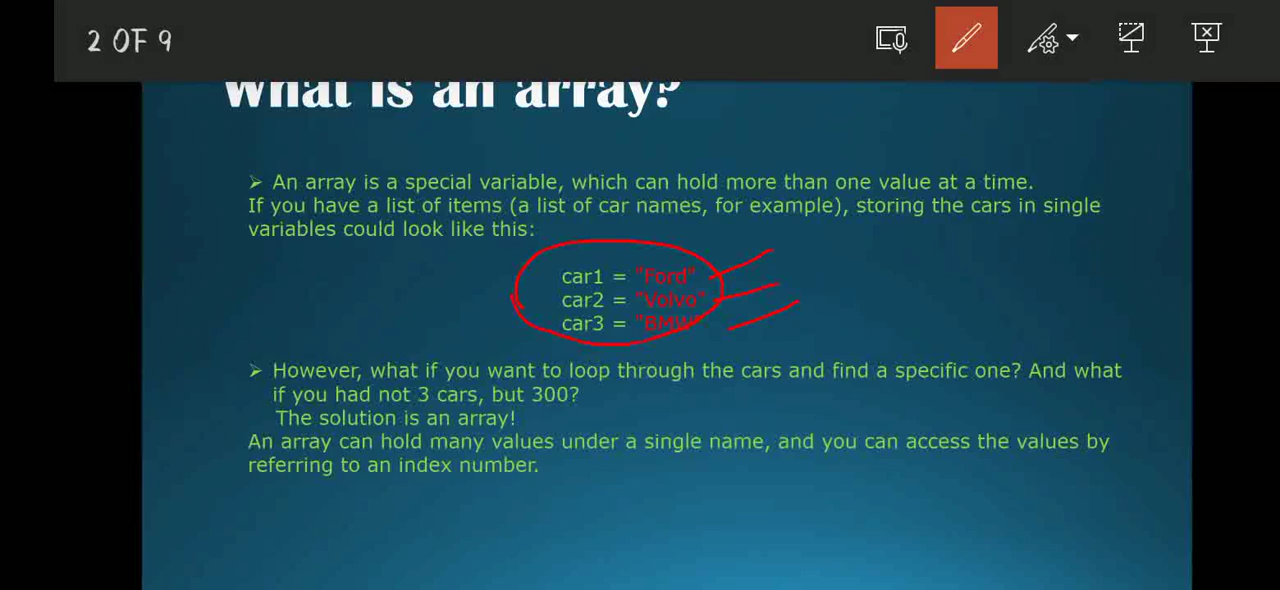 2 OF 9
What is an array?
➢ An array is a special variable, which can hold more than one value at a time.
If you have a list of items (a list of car names, for example), storing the cars in single
variables could look like this:
car1 = "Ford"
car2 = "Volvo"
car3 = "BMW"
➢ However, what if you want to loop through the cars and find a specific one? And what
if you had not 3 cars, but 300?
The solution is an array!
An array can hold many values under a single name, and you can access the values by
referring to an index number.